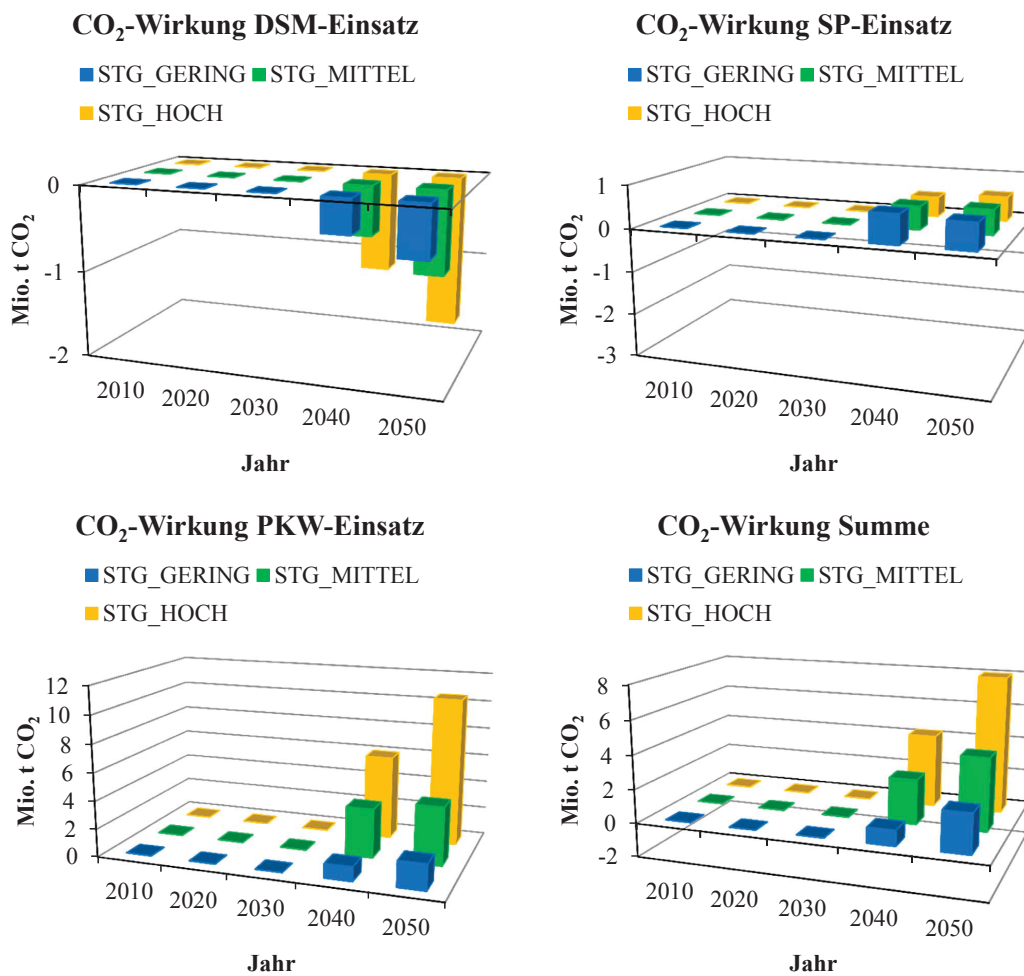 CO₂-Wirkung DSM-Einsatz
STG_GERING STG_MITTEL
STG_HOCH
0
-1
-2
Mio. t CO₂
2010 2020 2030 2040 2050
Jahr
CO₂-Wirkung SP-Einsatz
STG_GERING STG_MITTEL
STG_HOCH
1
0
-1
-2
-3
Mio. t CO₂
2010 2020 2030 2040 2050
Jahr
CO₂-Wirkung PKW-Einsatz
STG_GERING STG_MITTEL
STG_HOCH
12
10
8
6
4
2
0
Mio. t CO₂
2010 2020 2030 2040 2050
Jahr
CO₂-Wirkung Summe
STG_GERING STG_MITTEL
STG_HOCH
8
6
4
2
0
-2
Mio. t CO₂
2010 2020 2030 2040 2050
Jahr